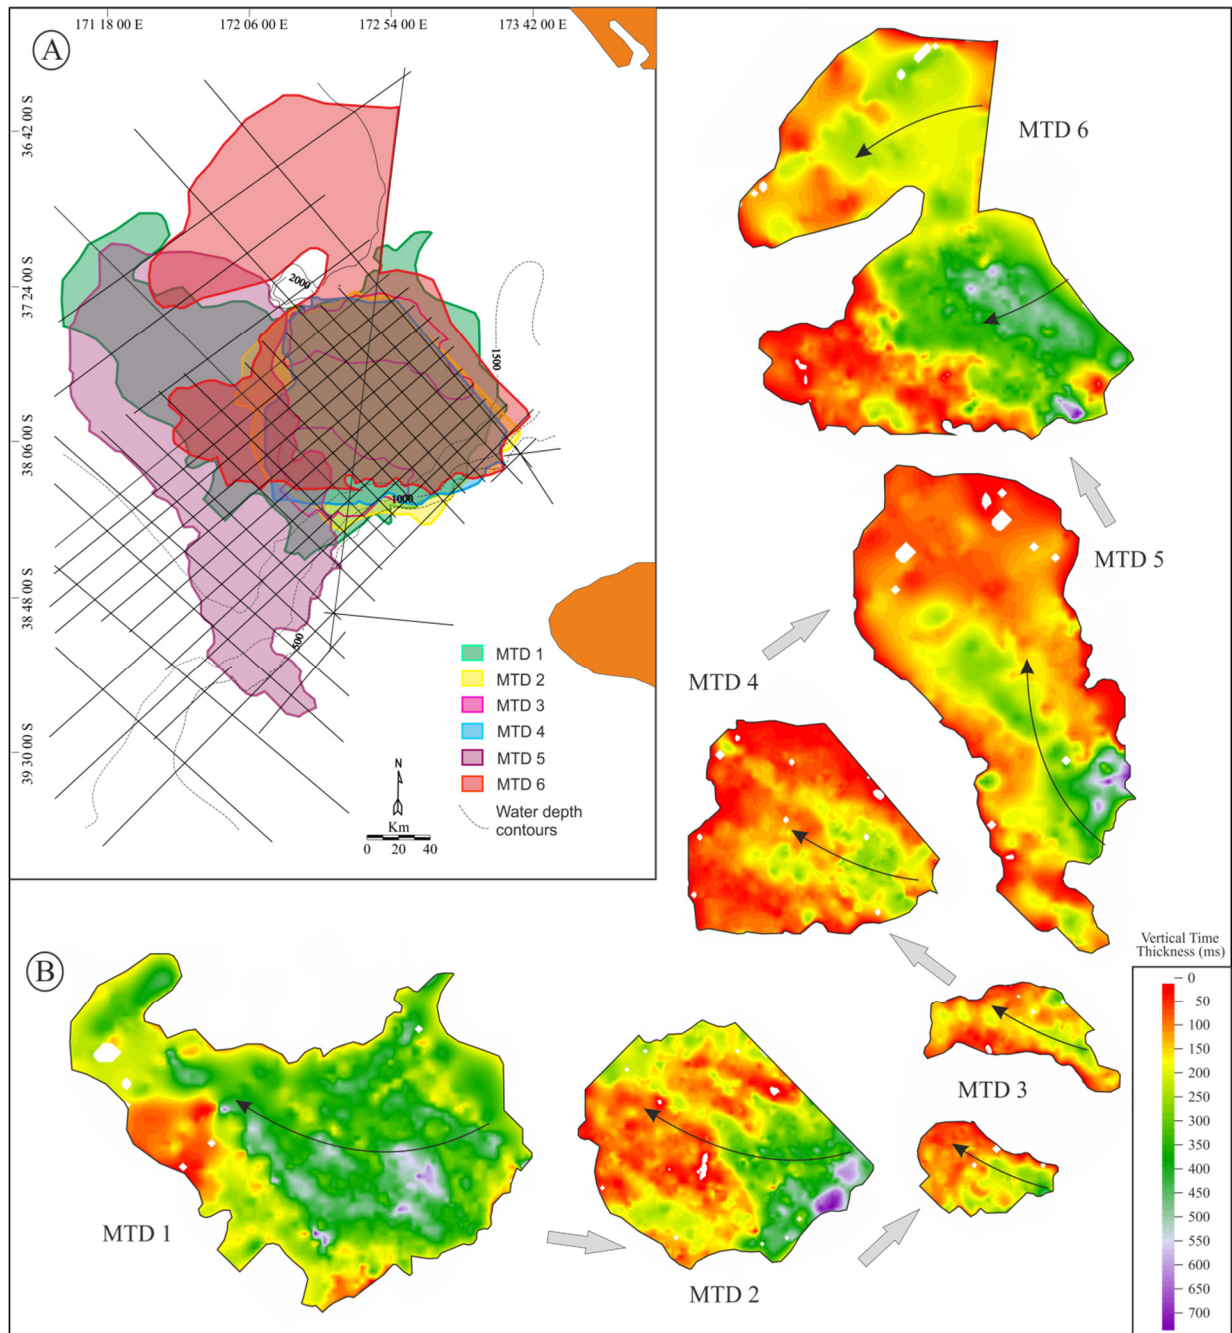 171 18 00 E
172 06 00 E
172 54 00 E
173 42 00 E
A
36 42 00 S
37 24 00 S
38 06 00 S
38 48 00 S
39 30 00 S
2000
1500
1000
500
MTD 1
MTD 2
MTD 3
MTD 4
MTD 5
MTD 6
Water depth
contours
N
Km
0 20 40
MTD 6
MTD 5
MTD 4
B
MTD 1
MTD 2
MTD 3
Vertical Time
Thickness (ms)
0
50
100
150
200
250
300
350
400
450
500
550
600
650
700